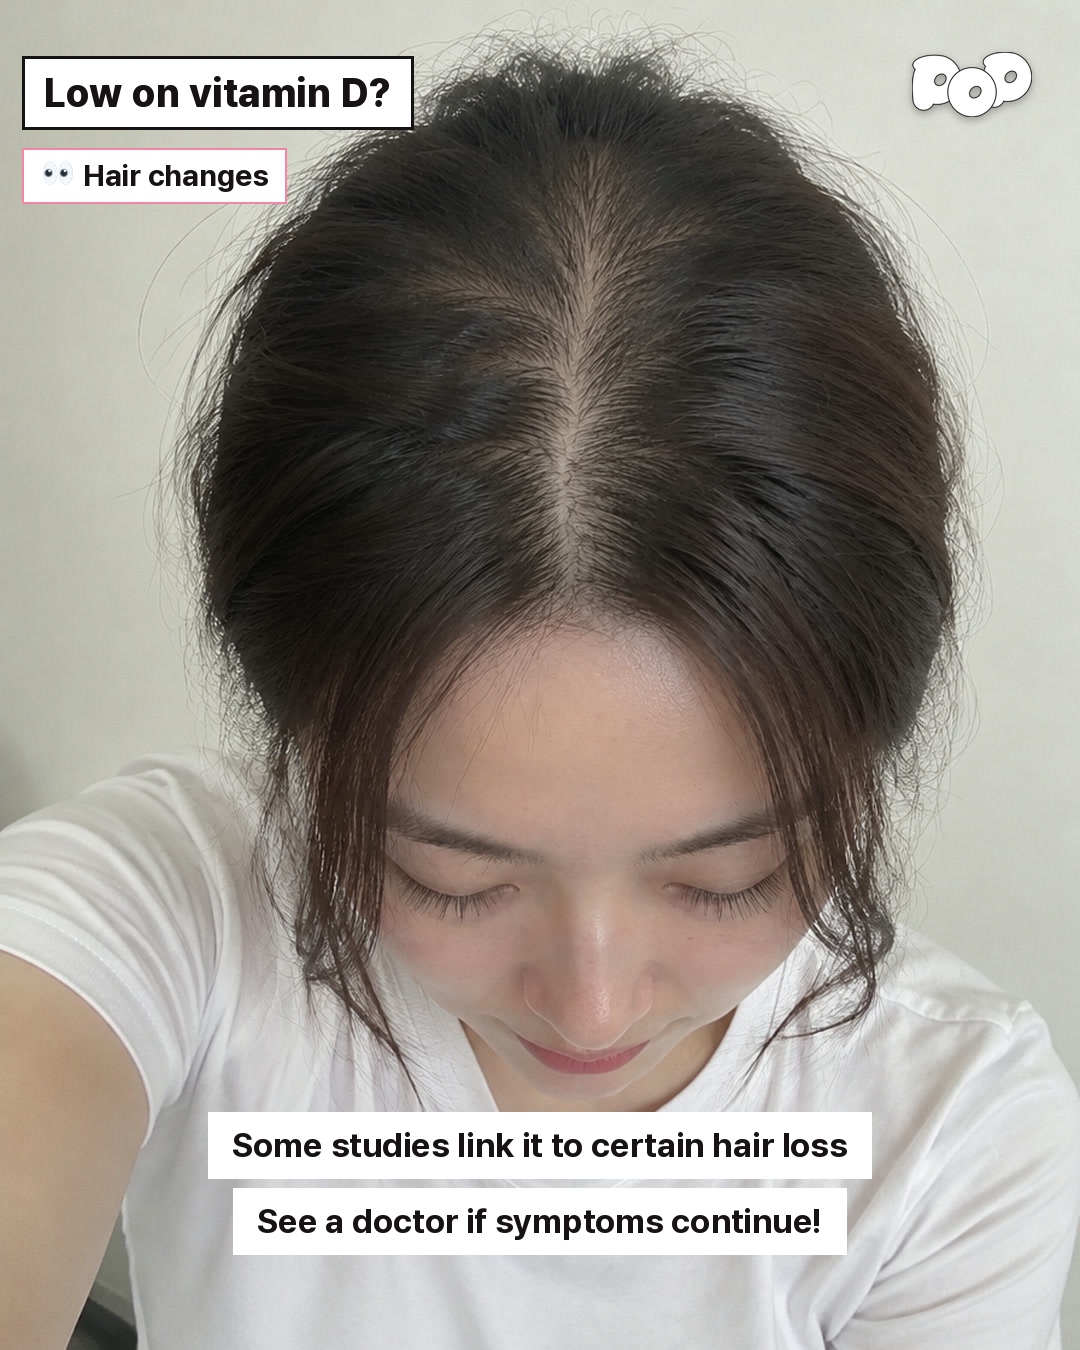 Low on vitamin D?
POP
👀 Hair changes
Some studies link it to certain hair loss
See a doctor if symptoms continue!